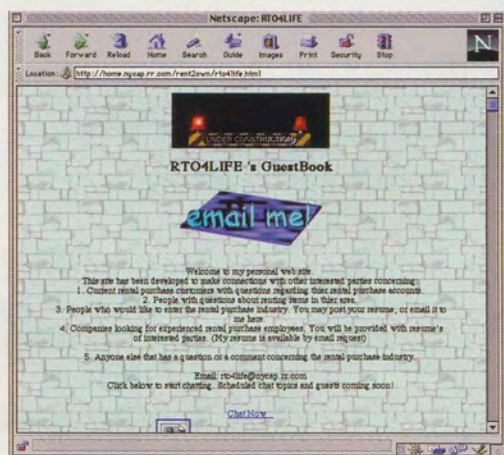 Netscape: RTO4LIFE
Back Forward Reload Home Search Guide Images Print Security Stop
N
Location: http://home.nycap.rr.com/rent2own/rto4life.html
UNDER CONSTRUCTION
RTO4LIFE 's GuestBook
email me!
Welcome to my personal web site.
This site has been developed to make connections with other interested parties concerning:
1. Current rental purchase customers with questions regarding thier rental purchase accounts.
2. People with questions about renting items in thier area.
3. People who would like to enter the rental purchase industry. You may post your resume, or email it to
me here.
4. Companies looking for experienced rental purchase employees. You will be provided with resume's
of interested parties. (My resume is available by email request)
5. Anyone else that has a question or a comment concerning the rental purchase industry.
Email: rto4life@nycap.rr.com
Click below to start chatting. Scheduled chat topics and guests coming soon!
Chat Now